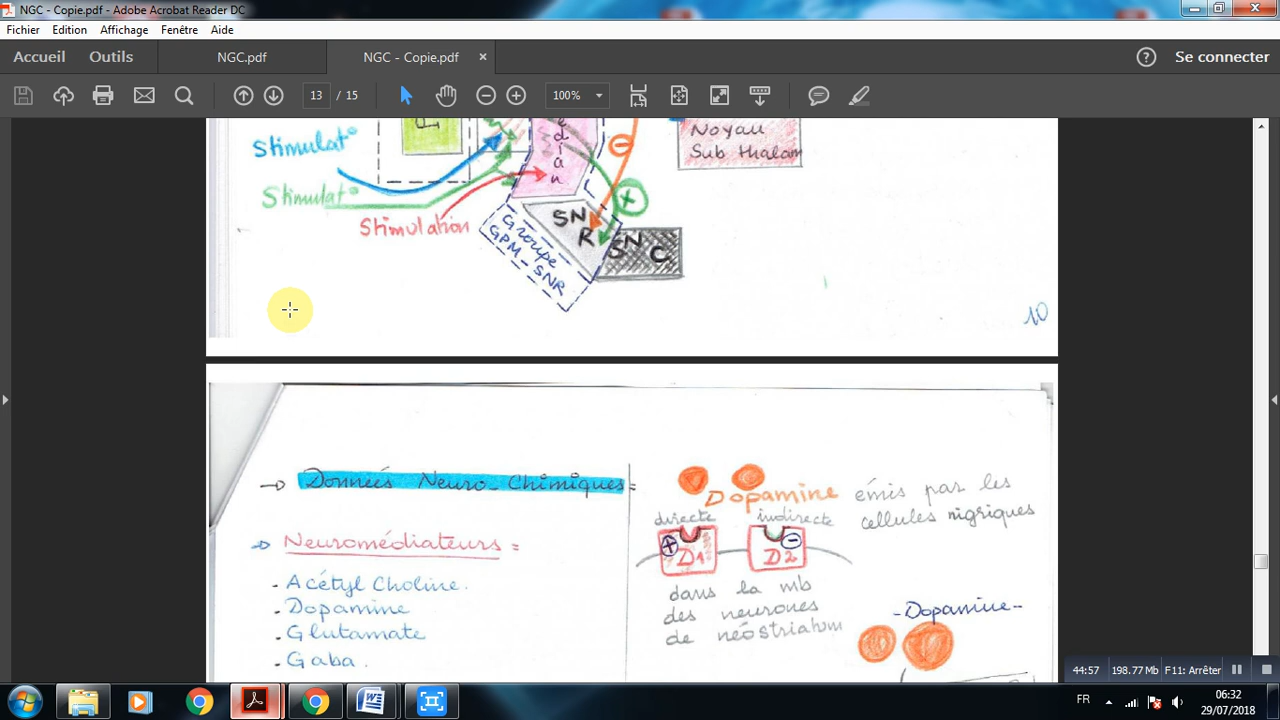 NGC - Copie.pdf - Adobe Acrobat Reader DC
Fichier Edition Affichage Fenêtre Aide
Accueil Outils NGC.pdf NGC - Copie.pdf × ? Se connecter
13 / 15 100%
Stimulat°
Stimulat°
Stimulation
e
d
i
a
n
Noyau
Sub thalam
SN
R
SN C
Groupe
GPM-SNR
10
→ Données Neuro-Chimiques =
Neuromédiateurs =
- Acétyl Choline.
- Dopamine
- Glutamate
- Gaba.
Dopamine émis par les
cellules nigriques
directe indirecte
+ D1 D2 -
dans la mb
des neurones
de néostriatum
- Dopamine -
44:57 198.77 Mb F11: Arrêter
FR 06:32
29/07/2018